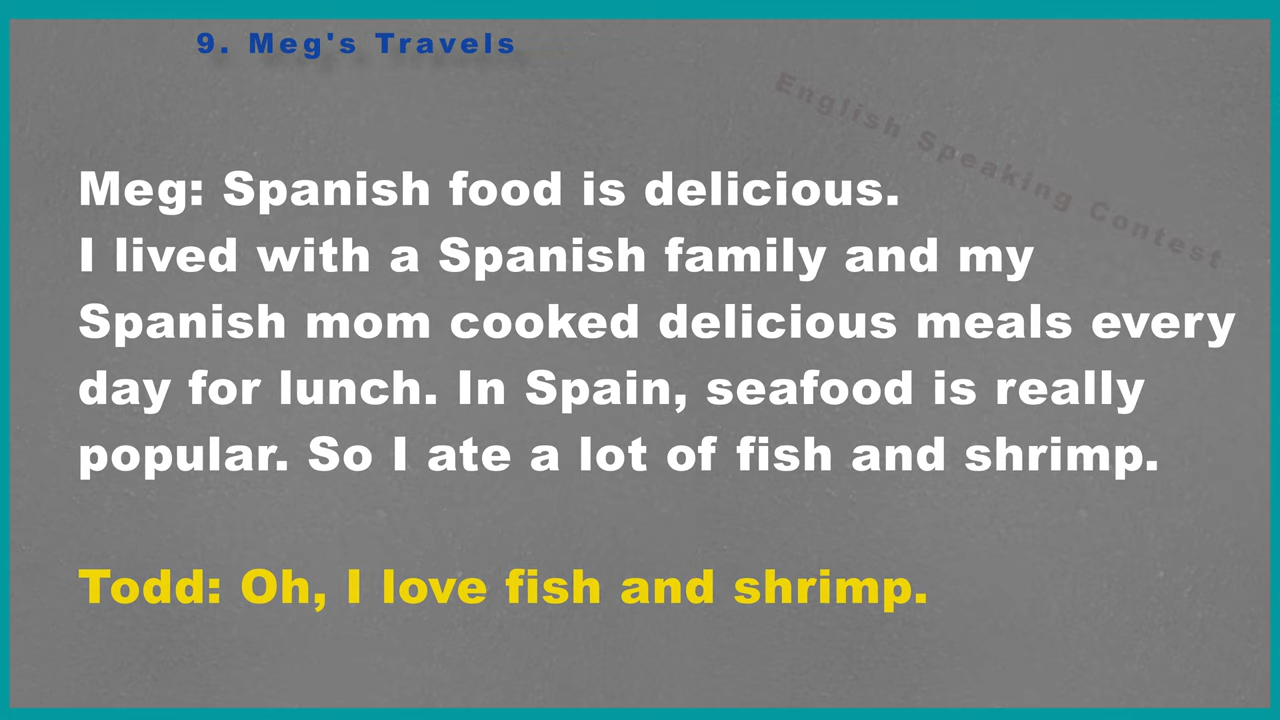 9. Meg's Travels
English Speaking Contest
Meg: Spanish food is delicious.
I lived with a Spanish family and my
Spanish mom cooked delicious meals every
day for lunch. In Spain, seafood is really
popular. So I ate a lot of fish and shrimp.
Todd: Oh, I love fish and shrimp.